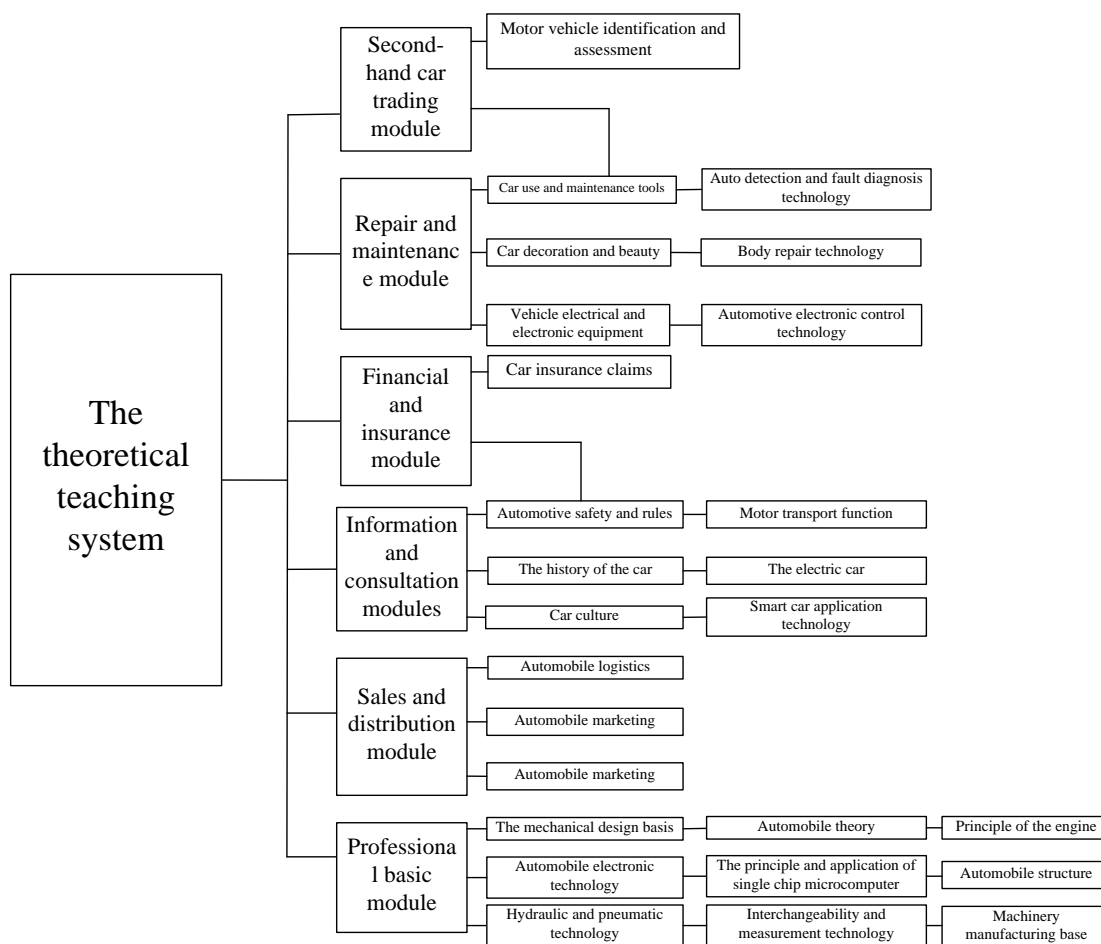 The
theoretical
teaching
system
Second-
hand car
trading
module
Motor vehicle identification and
assessment
Repair and
maintenanc
e module
Car use and maintenance tools
Auto detection and fault diagnosis
technology
Car decoration and beauty
Body repair technology
Vehicle electrical and
electronic equipment
Automotive electronic control
technology
Financial
and
insurance
module
Car insurance claims
Information
and
consultation
modules
Automotive safety and rules
Motor transport function
The history of the car
The electric car
Car culture
Smart car application
technology
Sales and
distribution
module
Automobile logistics
Automobile marketing
Automobile marketing
Professiona
l basic
module
The mechanical design basis
Automobile theory
Principle of the engine
Automobile electronic
technology
The principle and application of
single chip microcomputer
Automobile structure
Hydraulic and pneumatic
technology
Interchangeability and
measurement technology
Machinery
manufacturing base